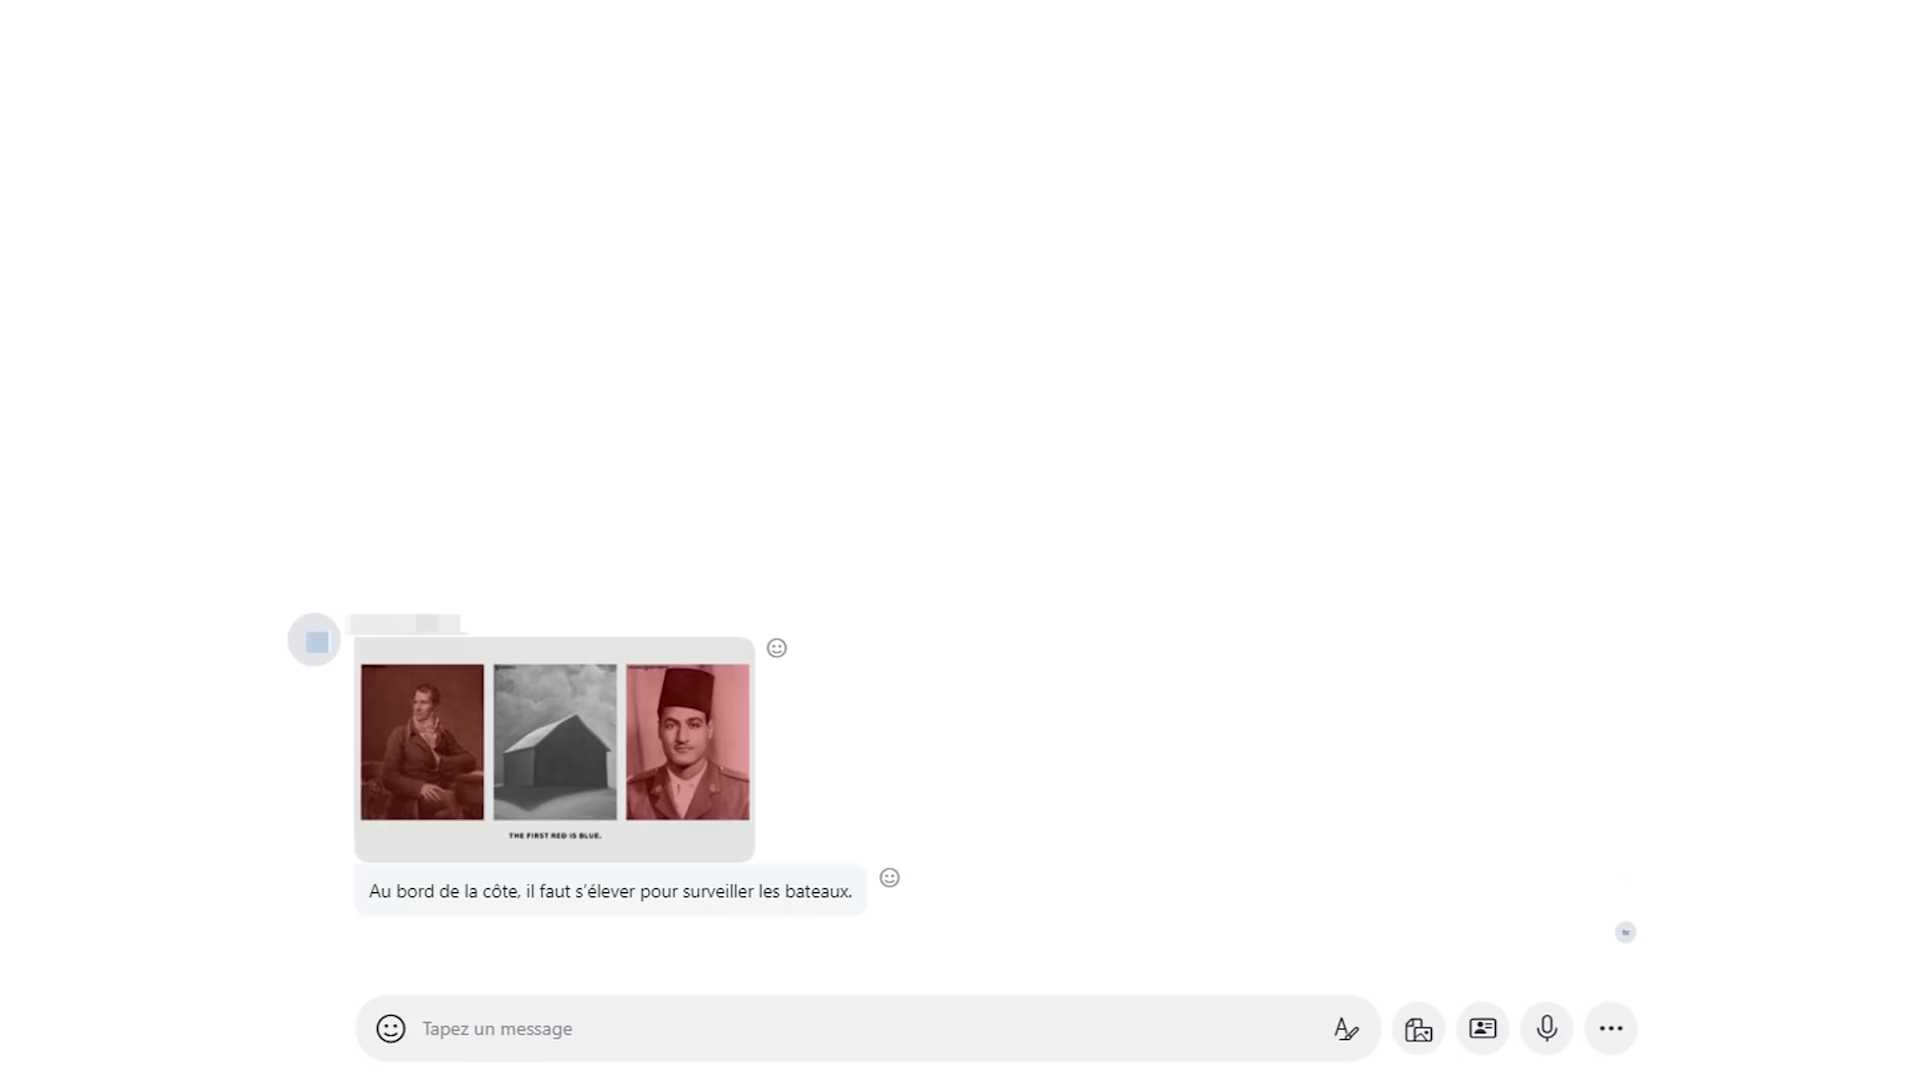 THE FIRST RED IS BLUE.
Au bord de la côte, il faut s’élever pour surveiller les bateaux.
Tapez un message